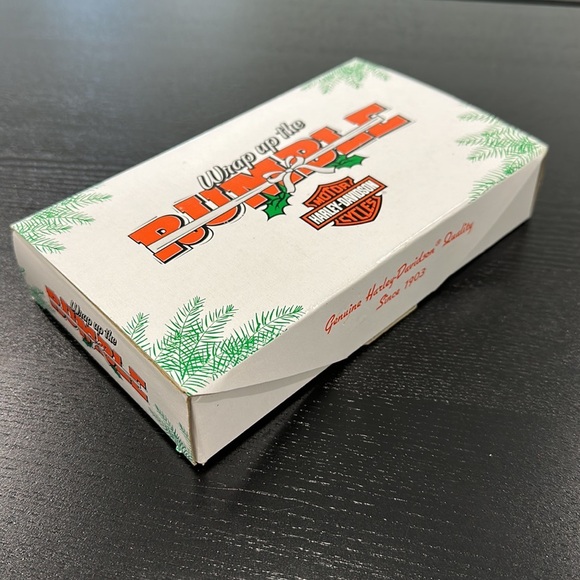 Wrap up the
RUMBLE
MOTOR
HARLEY-DAVIDSON
CYCLES
Genuine Harley-Davidson® Quality
Since 1903
Wrap up the
RUMBLE